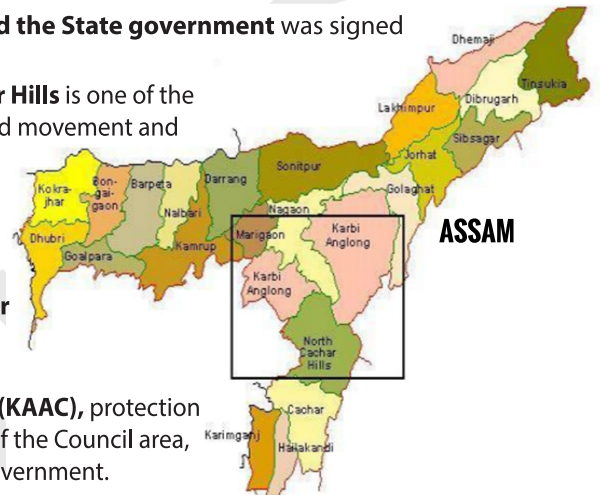 d the State government was signed
r Hills is one of the
d movement and
r
(KAAC), protection
f the Council area,
vernment.
Dhemaji
Tinsukia
Dibrugarh
Lakhimpur
Sibsagar
Jorhat
Golaghat
Sonitpur
Darrang
Barpeta
Bon-
gai-
gaon
Kokra-
jhar
Nalbari
Nagaon
Dhubri
Goalpara
Kamrup
Marigaon
Karbi
Anglong
ASSAM
Karbi
Anglong
North
Cachar
Hills
Cachar
Karimganj
Hailakandi